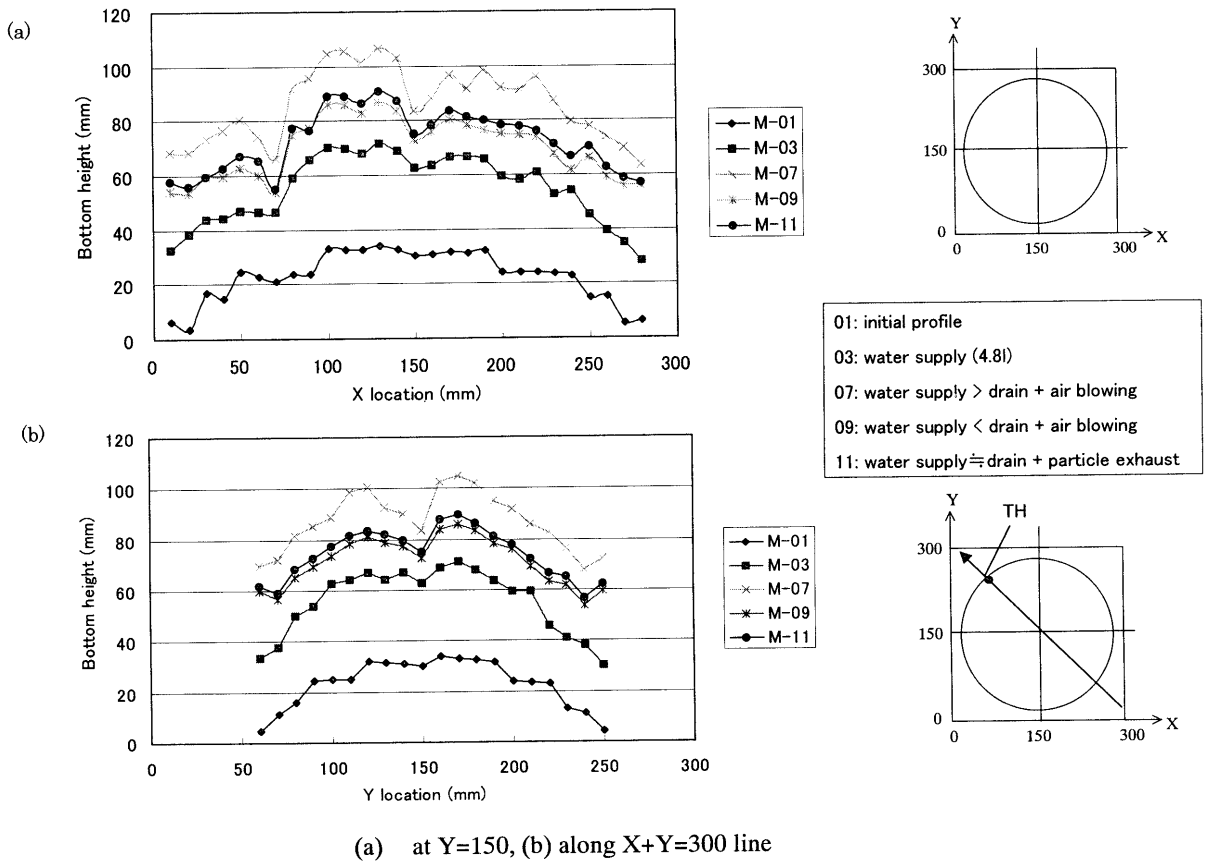 (a)
120
100
80
60
40
20
0
Bottom height (mm)
0 50 100 150 200 250 300
X location (mm)
M-01
M-03
M-07
M-09
M-11
Y
300
150
0
0 150 300 X
01: initial profile
03: water supply (4.8l)
07: water supply > drain + air blowing
09: water supply < drain + air blowing
11: water supply≒drain + particle exhaust
(b)
120
100
80
60
40
20
0
Bottom height (mm)
0 50 100 150 200 250 300
Y location (mm)
M-01
M-03
M-07
M-09
M-11
Y
TH
300
150
0
0 150 300 X
(a) at Y=150, (b) along X+Y=300 line